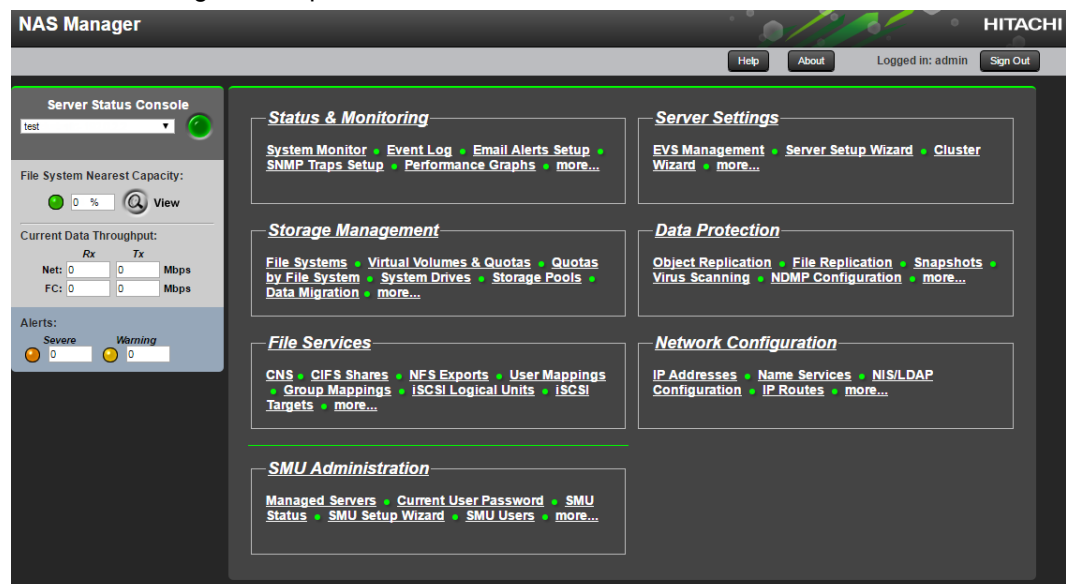 NAS Manager
HITACHI
Help
About
Logged in: admin
Sign Out
Server Status Console
test
File System Nearest Capacity:
0 %
View
Current Data Throughput:
Rx Tx
Net: 0 0 Mbps
FC: 0 0 Mbps
Alerts:
Severe Warning
0 0
Status & Monitoring
System Monitor Event Log Email Alerts Setup
SNMP Traps Setup Performance Graphs more...
Server Settings
EVS Management Server Setup Wizard Cluster
Wizard more...
Storage Management
File Systems Virtual Volumes & Quotas Quotas
by File System System Drives Storage Pools
Data Migration more...
Data Protection
Object Replication File Replication Snapshots
Virus Scanning NDMP Configuration more...
File Services
CNS CIFS Shares NFS Exports User Mappings
Group Mappings iSCSI Logical Units iSCSI
Targets more...
Network Configuration
IP Addresses Name Services NIS/LDAP
Configuration IP Routes more...
SMU Administration
Managed Servers Current User Password SMU
Status SMU Setup Wizard SMU Users more...